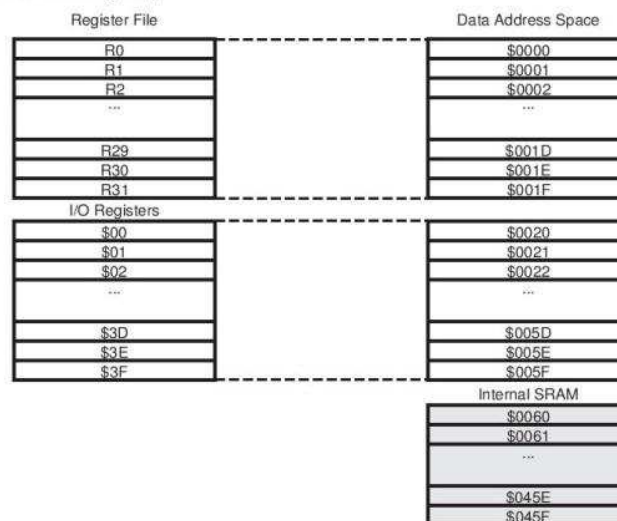 Register File
Data Address Space
R0
$0000
R1
$0001
R2
$0002
...
...
R29
$001D
R30
$001E
R31
$001F
I/O Registers
$00
$0020
$01
$0021
$02
$0022
...
...
$3D
$005D
$3E
$005E
$3F
$005F
Internal SRAM
$0060
$0061
...
$045E
$045F